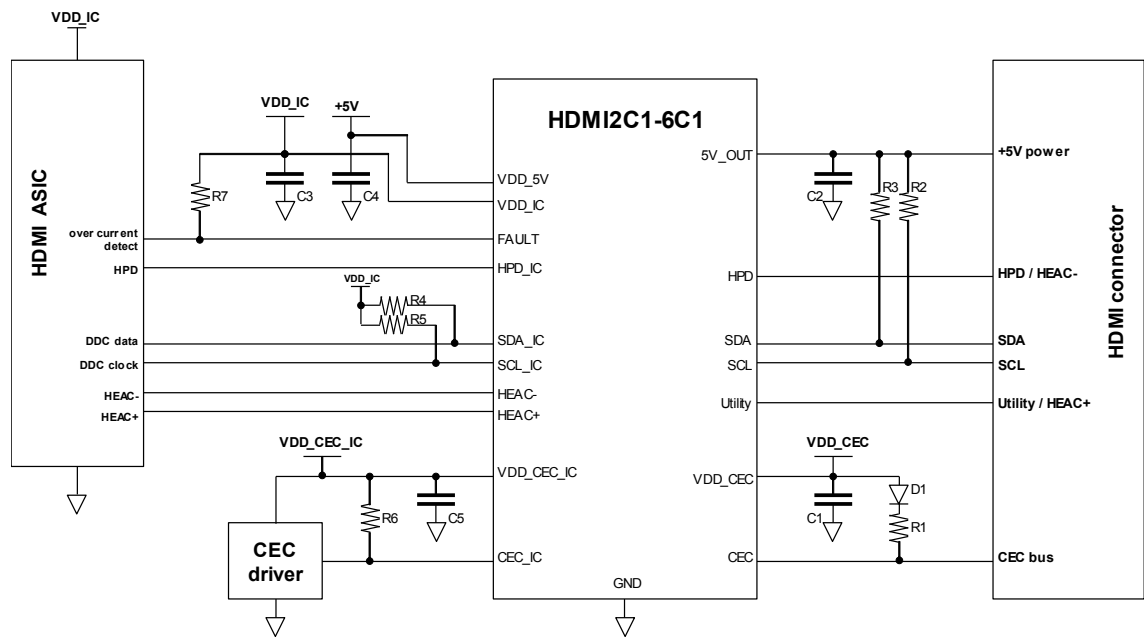 VDD_IC
HDMI ASIC
over current
detect
HPD
DDC data
DDC clock
HEAC-
HEAC+
VDD_IC
+5V
R7
C3
C4
VDD_IC
R4
R5
VDD_CEC_IC
R6
C5
CEC
driver
HDMI2C1-6C1
VDD_5V
VDD_IC
FAULT
HPD_IC
SDA_IC
SCL_IC
HEAC-
HEAC+
VDD_CEC_IC
CEC_IC
GND
5V_OUT
HPD
SDA
SCL
Utility
VDD_CEC
CEC
C2
R3
R2
VDD_CEC
C1
D1
R1
+5V power
HPD / HEAC-
SDA
SCL
Utility / HEAC+
CEC bus
HDMI connector